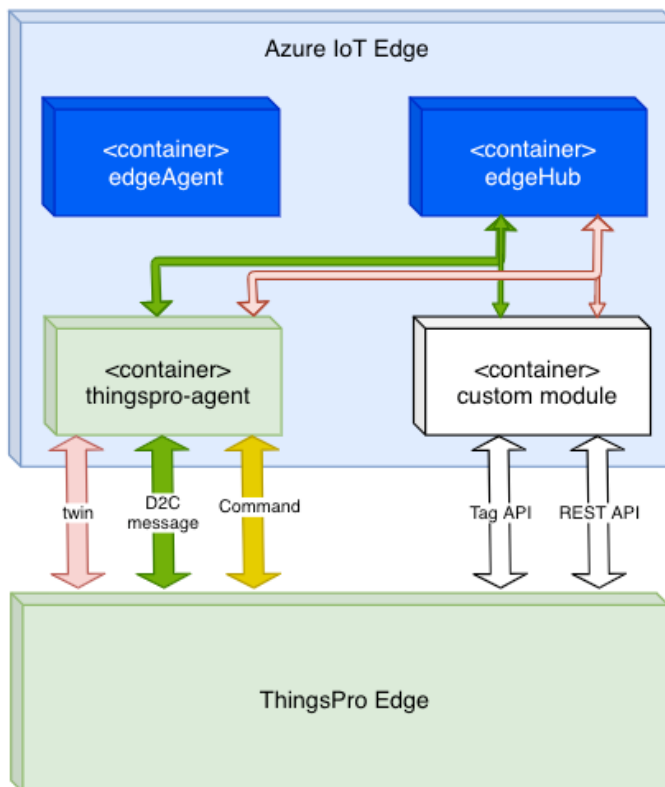 Azure IoT Edge
<container>
edgeAgent
<container>
edgeHub
<container>
thingspro-agent
<container>
custom module
twin
D2C
message
Command
Tag API
REST API
ThingsPro Edge